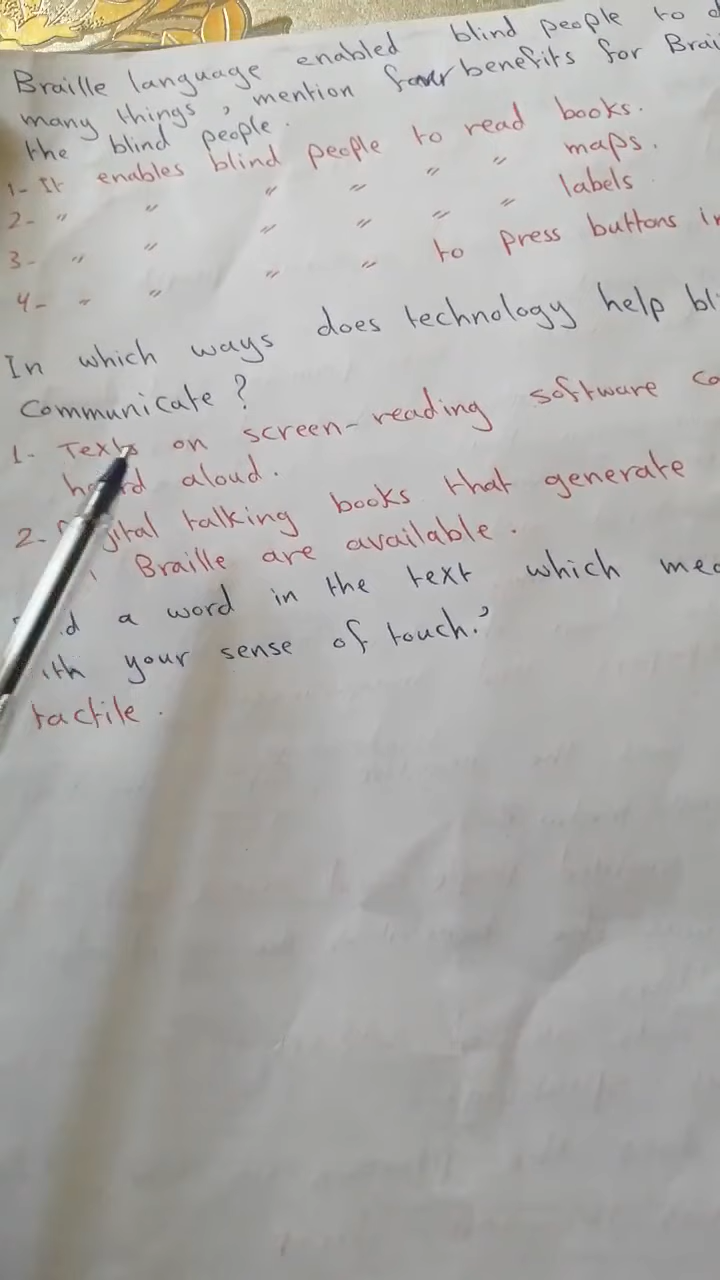 Braille language enabled blind people to
many things, mention four benefits for Brai
the blind people.
1- It enables blind people to read books.
2- " " " " " " maps.
3- " " " " " " labels
4- " " " " to press buttons in
In which ways does technology help bl
communicate?
1. Texts on screen-reading software co
aloud.
2. talking books that generate
Braille are available.
a word in the text which mea
your sense of touch.'
tactile.